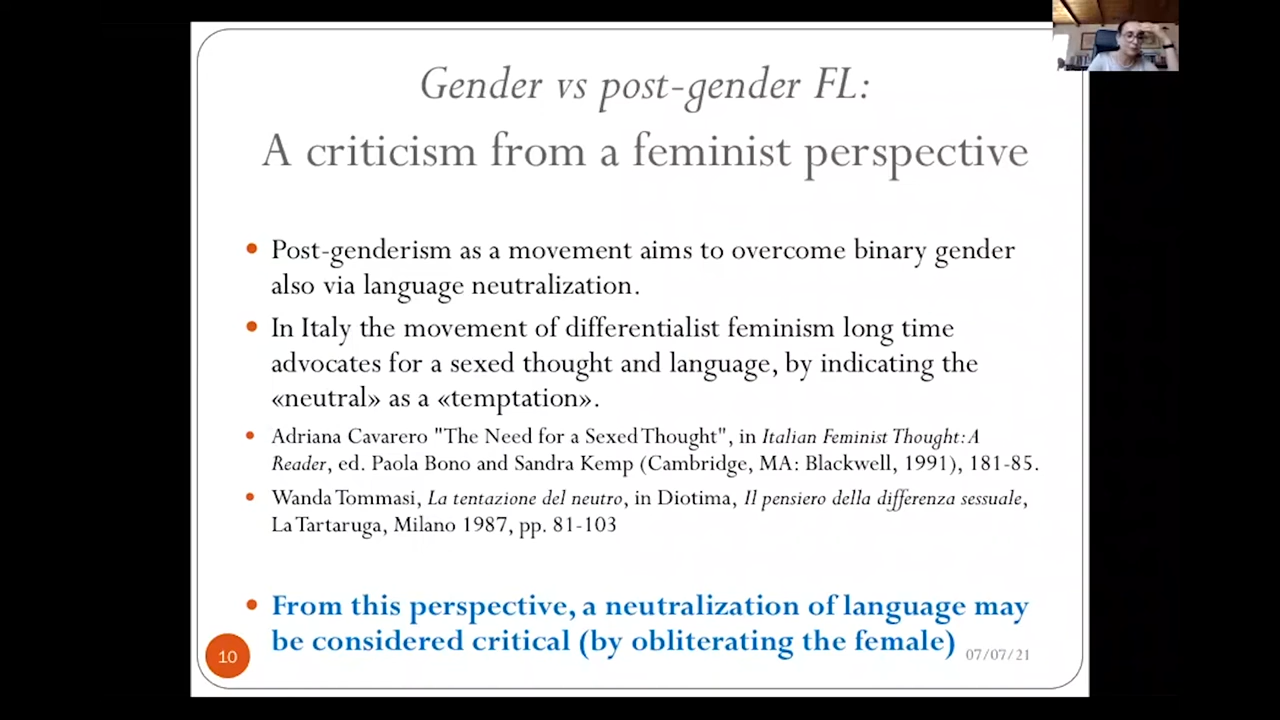 Gender vs post-gender FL:
A criticism from a feminist perspective
• Post-genderism as a movement aims to overcome binary gender
also via language neutralization.
• In Italy the movement of differentialist feminism long time
advocates for a sexed thought and language, by indicating the
«neutral» as a «temptation».
• Adriana Cavarero "The Need for a Sexed Thought", in Italian Feminist Thought: A
Reader, ed. Paola Bono and Sandra Kemp (Cambridge, MA: Blackwell, 1991), 181-85.
• Wanda Tommasi, La tentazione del neutro, in Diotima, Il pensiero della differenza sessuale,
La Tartaruga, Milano 1987, pp. 81-103
• From this perspective, a neutralization of language may
be considered critical (by obliterating the female)
10
07/07/21